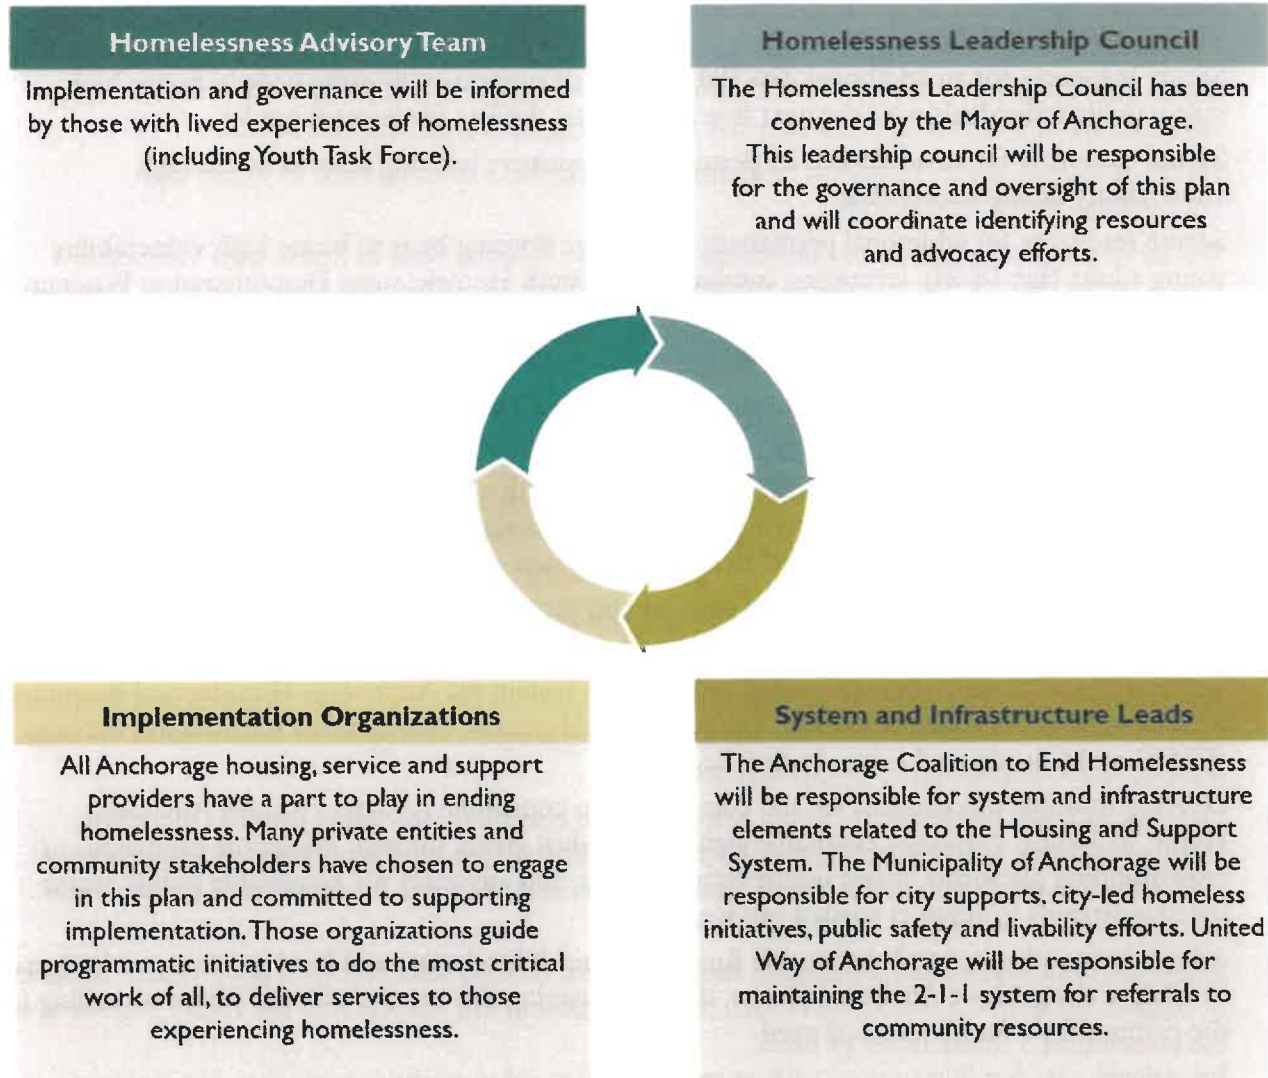 Homelessness Advisory Team
Implementation and governance will be informed
by those with lived experiences of homelessness
(including Youth Task Force).
Homelessness Leadership Council
The Homelessness Leadership Council has been
convened by the Mayor of Anchorage.
This leadership council will be responsible
for the governance and oversight of this plan
and will coordinate identifying resources
and advocacy efforts.
Implementation Organizations
All Anchorage housing, service and support
providers have a part to play in ending
homelessness. Many private entities and
community stakeholders have chosen to engage
in this plan and committed to supporting
implementation. Those organizations guide
programmatic initiatives to do the most critical
work of all, to deliver services to those
experiencing homelessness.
System and Infrastructure Leads
The Anchorage Coalition to End Homelessness
will be responsible for system and infrastructure
elements related to the Housing and Support
System. The Municipality of Anchorage will be
responsible for city supports, city-led homeless
initiatives, public safety and livability efforts. United
Way of Anchorage will be responsible for
maintaining the 2-1-1 system for referrals to
community resources.